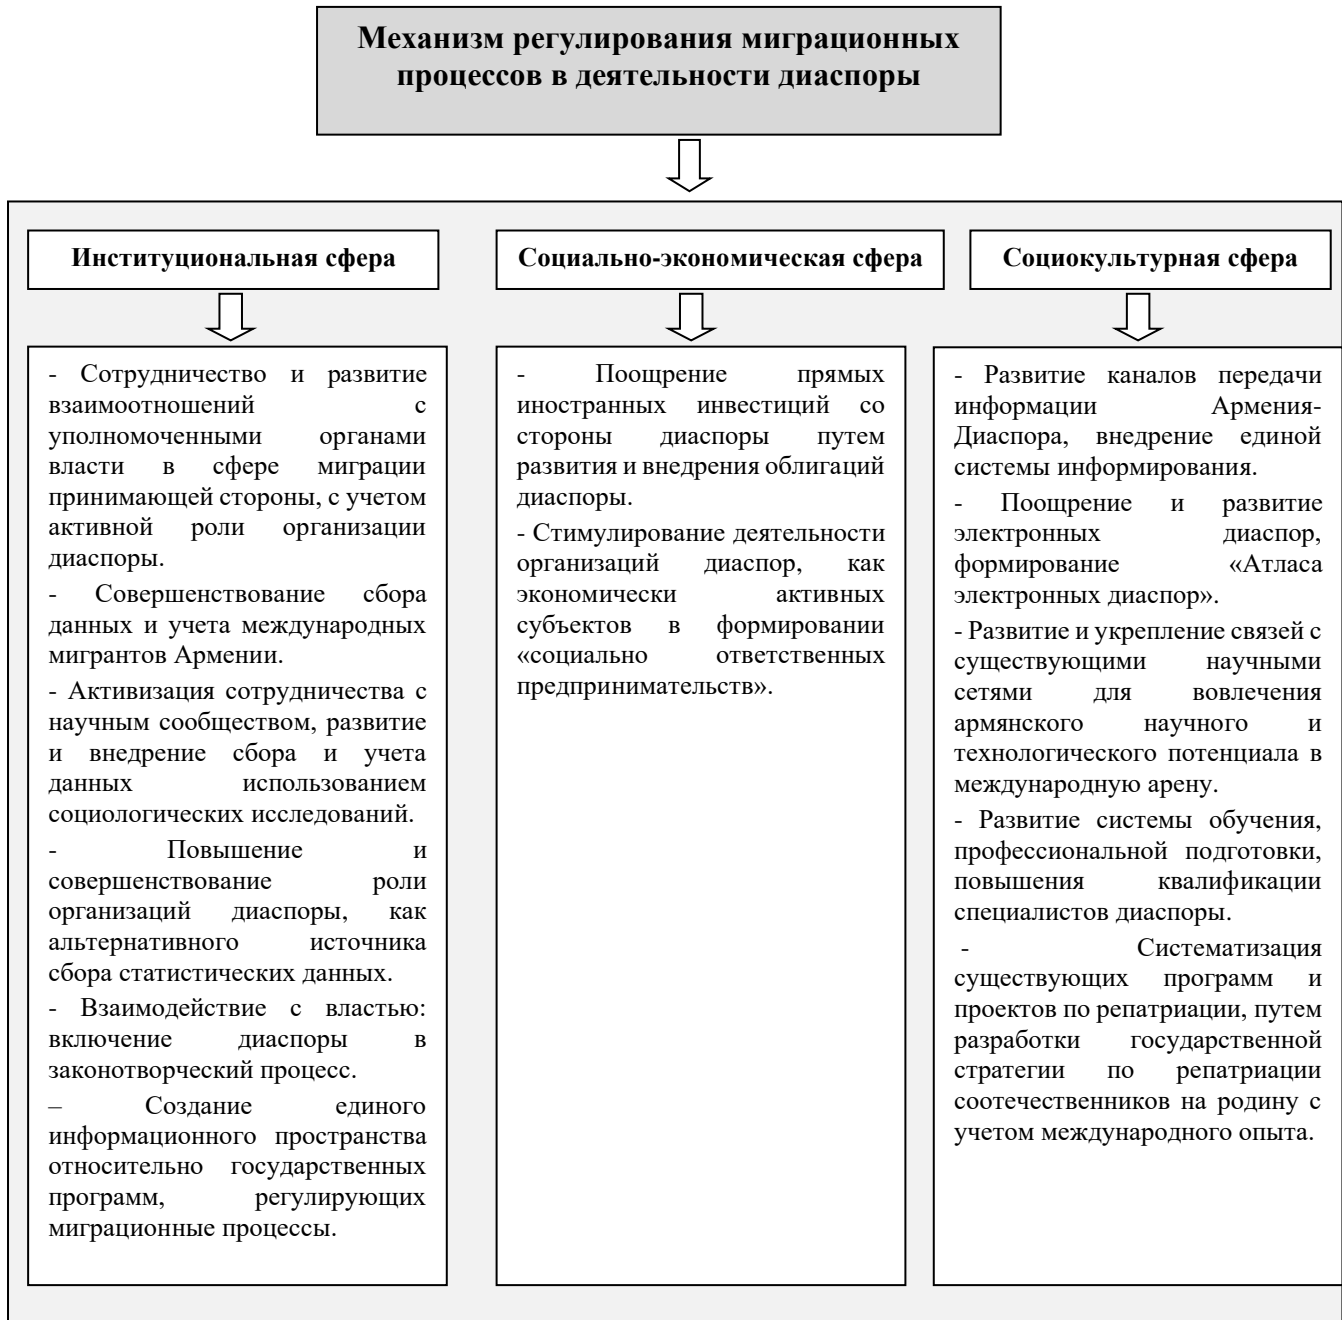 Механизм регулирования миграционных
процессов в деятельности диаспоры
Институциональная сфера
- Сотрудничество и развитие
взаимоотношений с
уполномоченными органами
власти в сфере миграции
принимающей стороны, с учетом
активной роли организации
диаспоры.
- Совершенствование сбора
данных и учета международных
мигрантов Армении.
- Активизация сотрудничества с
научным сообществом, развитие
и внедрение сбора и учета
данных использованием
социологических исследований.
- Повышение и
совершенствование роли
организаций диаспоры, как
альтернативного источника
сбора статистических данных.
- Взаимодействие с властью:
включение диаспоры в
законотворческий процесс.
– Создание единого
информационного пространства
относительно государственных
программ, регулирующих
миграционные процессы.
Социально-экономическая сфера
- Поощрение прямых
иностранных инвестиций со
стороны диаспоры путем
развития и внедрения облигаций
диаспоры.
- Стимулирование деятельности
организаций диаспор, как
экономически активных
субъектов в формировании
«социально ответственных
предпринимательств».
Социокультурная сфера
- Развитие каналов передачи
информации Армения-
Диаспора, внедрение единой
системы информирования.
- Поощрение и развитие
электронных диаспор,
формирование «Атласа
электронных диаспор».
- Развитие и укрепление связей с
существующими научными
сетями для вовлечения
армянского научного и
технологического потенциала в
международную арену.
- Развитие системы обучения,
профессиональной подготовки,
повышения квалификации
специалистов диаспоры.
- Систематизация
существующих программ и
проектов по репатриации, путем
разработки государственной
стратегии по репатриации
соотечественников на родину с
учетом международного опыта.